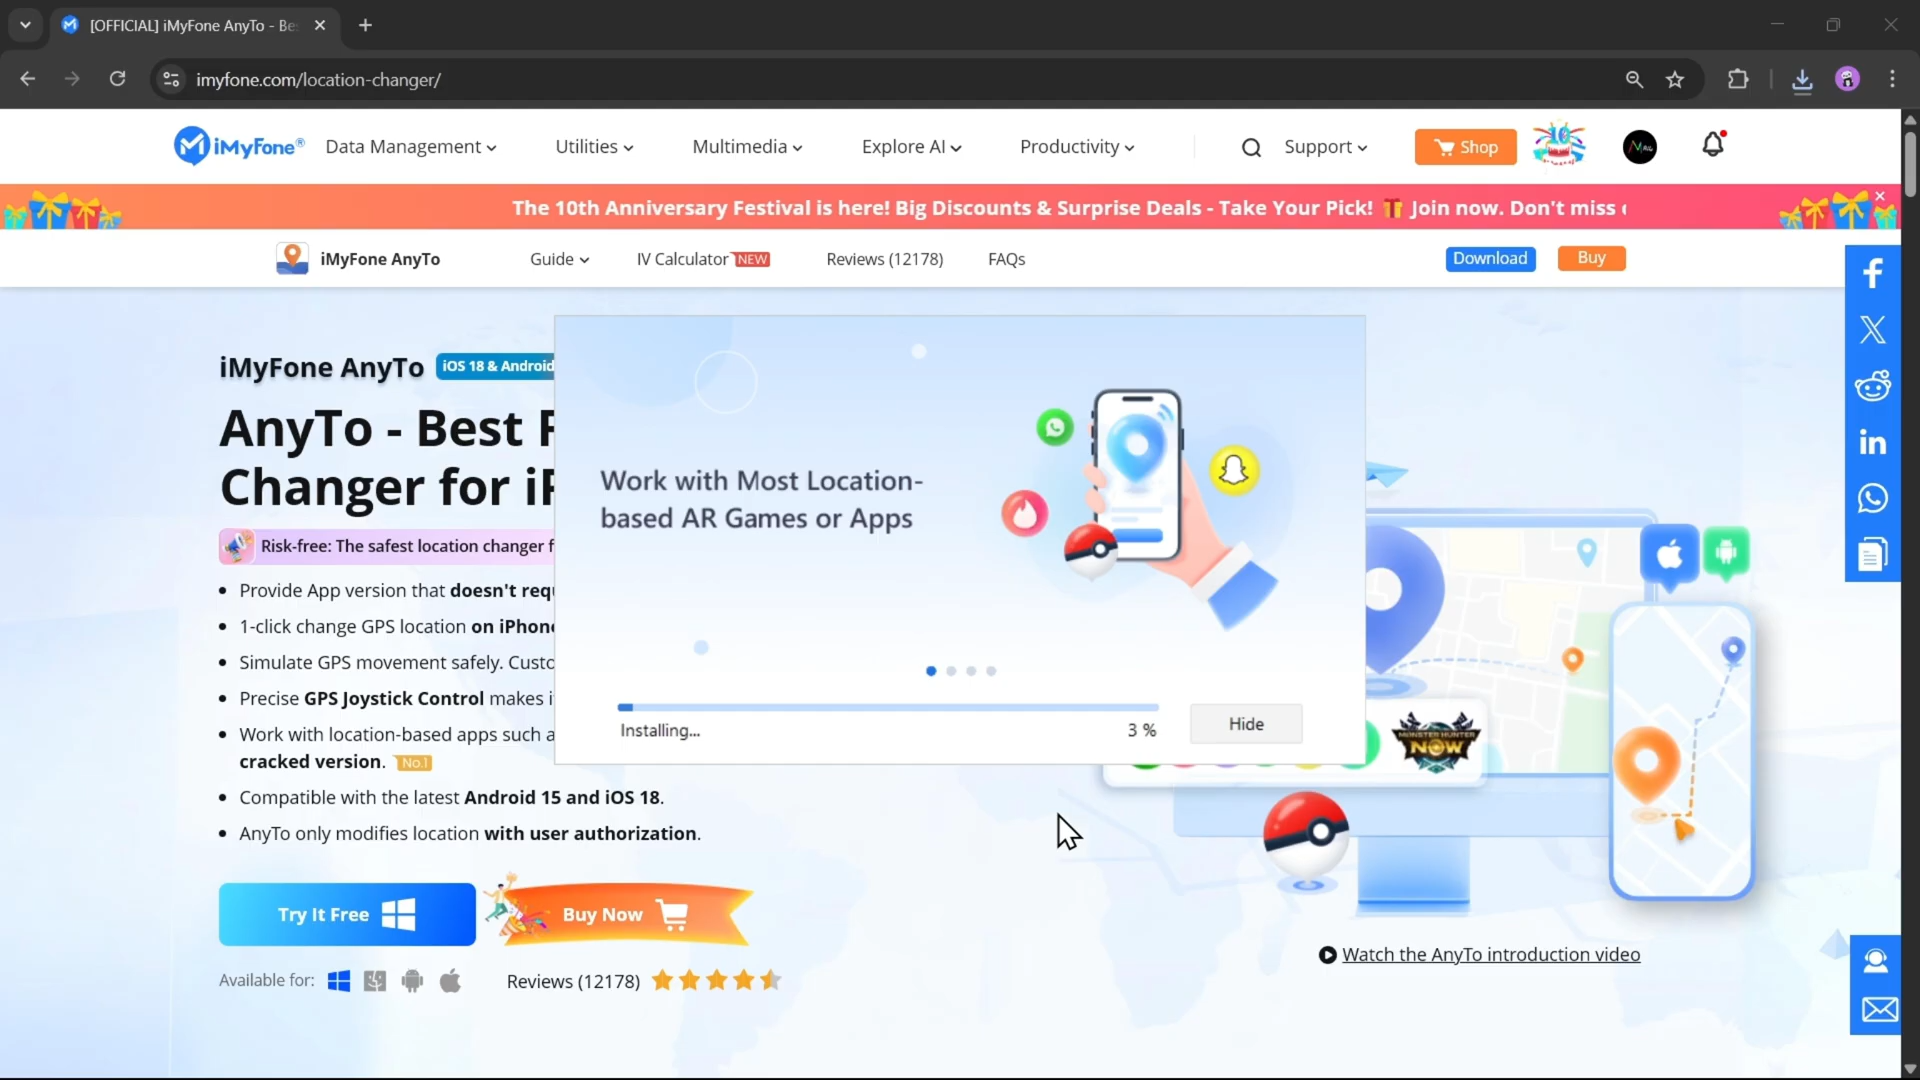 [OFFICIAL] iMyFone AnyTo - Be
imyfone.com/location-changer/
iMyFone® Data Management Utilities Multimedia Explore AI Productivity Support Shop
The 10th Anniversary Festival is here! Big Discounts & Surprise Deals - Take Your Pick! Join now. Don't miss
iMyFone AnyTo Guide IV Calculator NEW Reviews (12178) FAQs Download Buy
iMyFone AnyTo iOS 18 & Android
AnyTo - Best
Changer for
Risk-free: The safest location changer
Provide App version that doesn't
1-click change GPS location on
Simulate GPS movement safely.
Precise GPS Joystick Control makes
Work with location-based apps such
cracked version. No.1
Compatible with the latest Android 15 and iOS 18.
AnyTo only modifies location with user authorization.
Work with Most Location-
based AR Games or Apps
Installing... 3 %
Hide
MONSTER HUNTER
NOW
Try It Free
Buy Now
Watch the AnyTo introduction video
Available for: Reviews (12178)